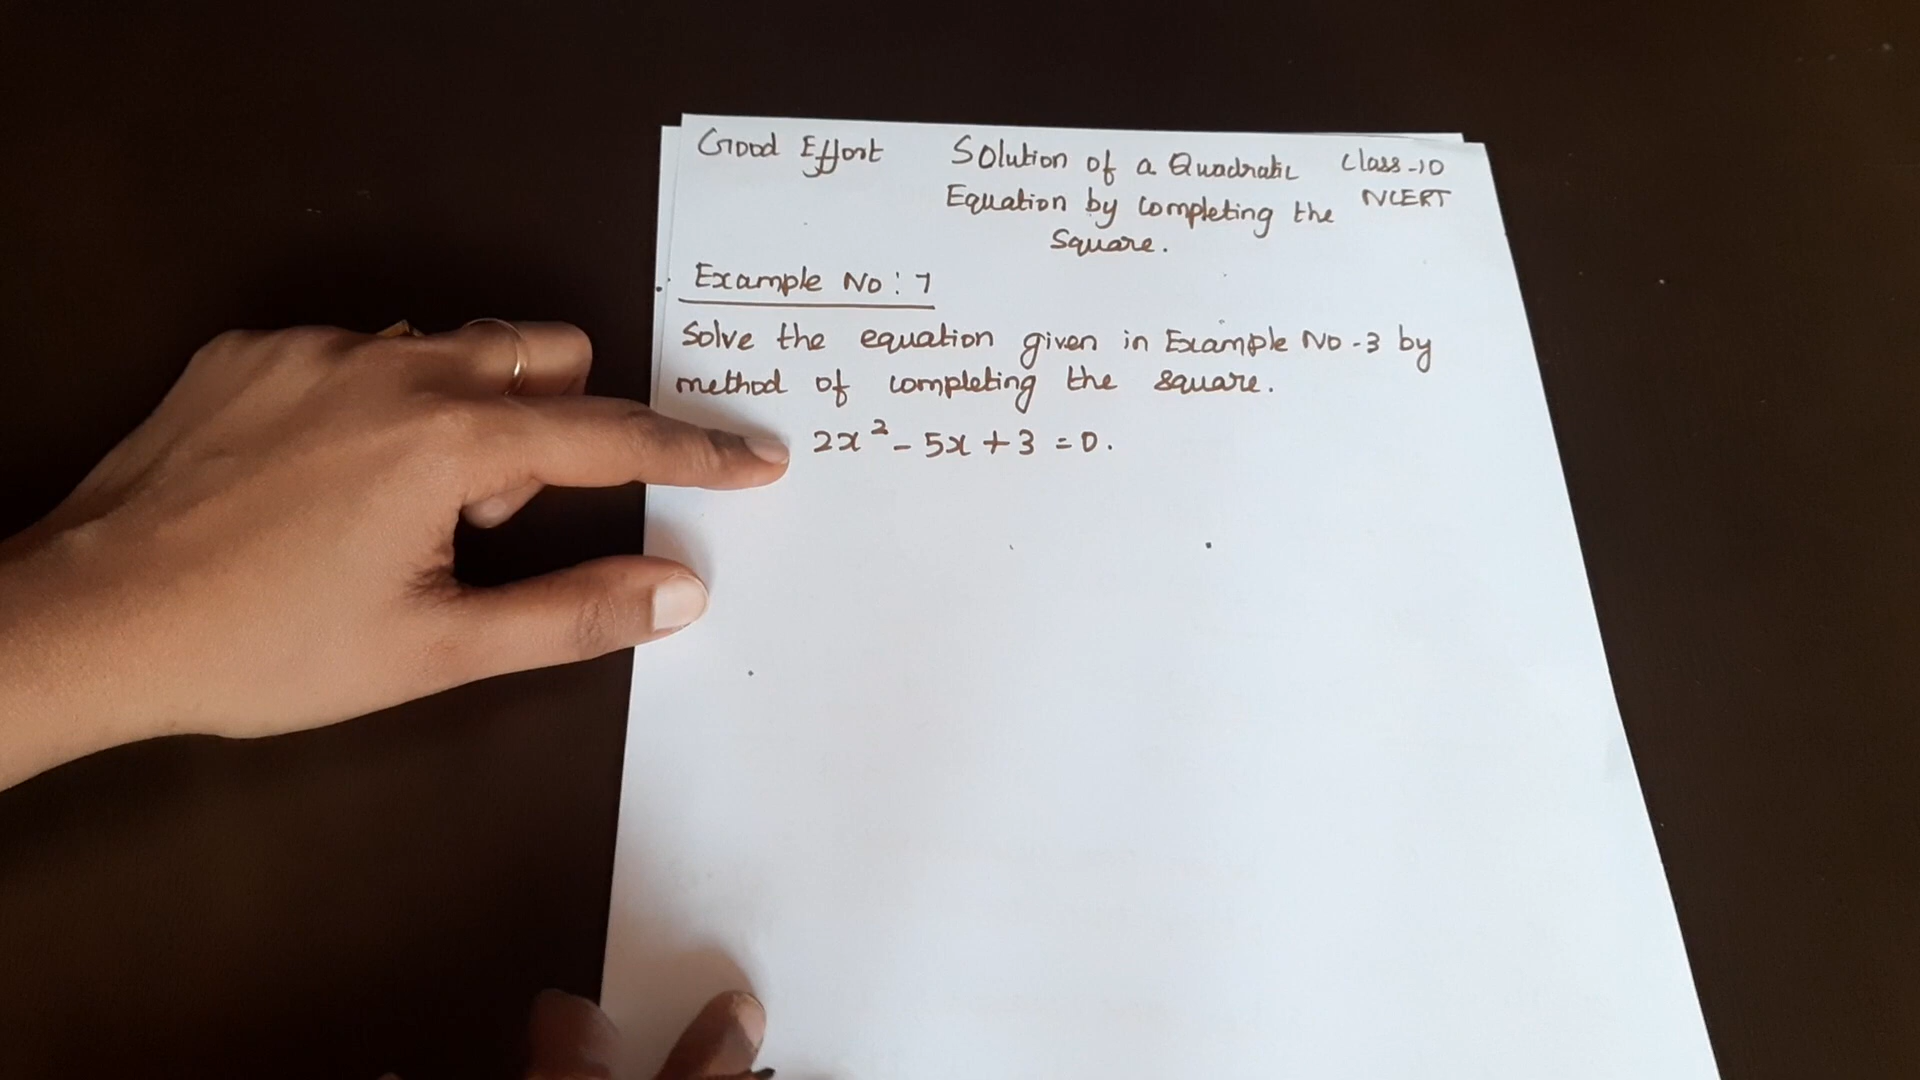 Good Effort
Solution of a Quadratic
Equation by completing the
Square.
Class-10
NCERT
Example No: 7
Solve the equation given in Example No-3 by
method of completing the square.
2x² - 5x + 3 = 0.